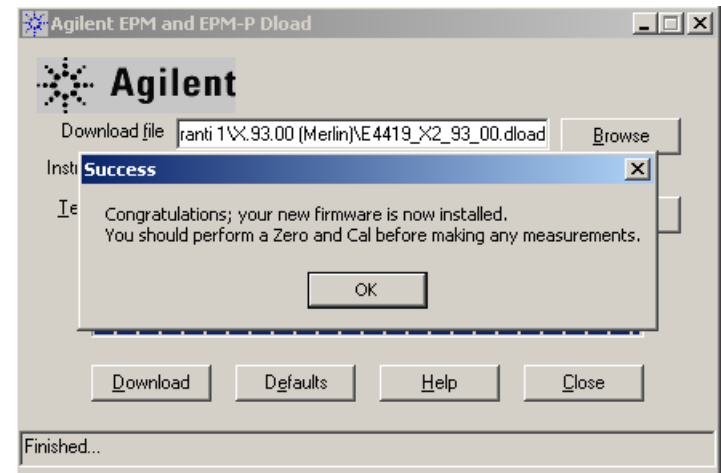 Agilent EPM and EPM-P Dload
Agilent
Download file ranti 1\X.93.00 (Merlin)\E4419_X2_93_00.dload Browse
Success
Congratulations; your new firmware is now installed.
You should perform a Zero and Cal before making any measurements.
OK
Download Defaults Help Close
Finished...